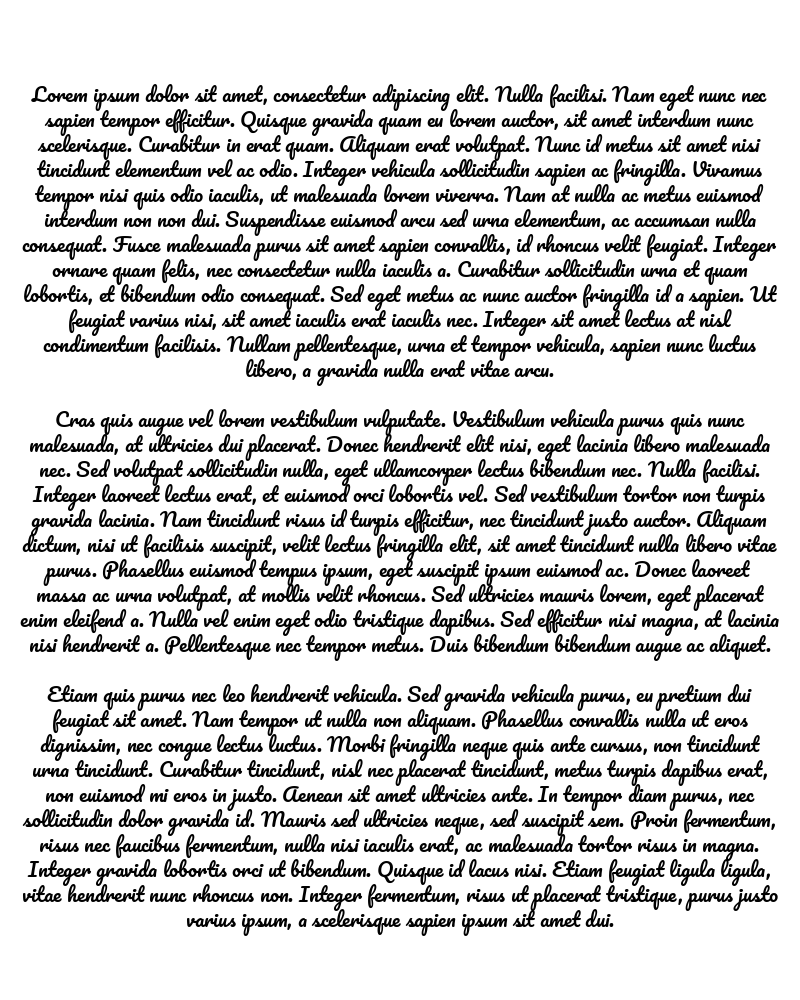 Lorem ipsum dolor sit amet, consectetur adipiscing elit. Nulla facilisi. Nam eget nunc nec
sapien tempor efficitur. Quisque gravida quam eu lorem auctor, sit amet interdum nunc
scelerisque. Curabitur in erat quam. Aliquam erat volutpat. Nunc id metus sit amet nisi
tincidunt elementum vel ac odio. Integer vehicula sollicitudin sapien ac fringilla. Vivamus
tempor nisi quis odio iaculis, ut malesuada lorem viverra. Nam at nulla ac metus euismod
interdum non non dui. Suspendisse euismod arcu sed urna elementum, ac accumsan nulla
consequat. Fusce malesuada purus sit amet sapien convallis, id rhoncus velit feugiat. Integer
ornare quam felis, nec consectetur nulla iaculis a. Curabitur sollicitudin urna et quam
lobortis, et bibendum odio consequat. Sed eget metus ac nunc auctor fringilla id a sapien. Ut
feugiat varius nisi, sit amet iaculis erat iaculis nec. Integer sit amet lectus at nisl
condimentum facilisis. Nullam pellentesque, urna et tempor vehicula, sapien nunc luctus
libero, a gravida nulla erat vitae arcu.
Cras quis augue vel lorem vestibulum vulputate. Vestibulum vehicula purus quis nunc
malesuada, at ultricies dui placerat. Donec hendrerit elit nisi, eget lacinia libero malesuada
nec. Sed volutpat sollicitudin nulla, eget ullamcorper lectus bibendum nec. Nulla facilisi.
Integer laoreet lectus erat, et euismod orci lobortis vel. Sed vestibulum tortor non turpis
gravida lacinia. Nam tincidunt risus id turpis efficitur, nec tincidunt justo auctor. Aliquam
dictum, nisi ut facilisis suscipit, velit lectus fringilla elit, sit amet tincidunt nulla libero vitae
purus. Phasellus euismod tempus ipsum, eget suscipit ipsum euismod ac. Donec laoreet
massa ac urna volutpat, at mollis velit rhoncus. Sed ultricies mauris lorem, eget placerat
enim eleifend a. Nulla vel enim eget odio tristique dapibus. Sed efficitur nisi magna, at lacinia
nisi hendrerit a. Pellentesque nec tempor metus. Duis bibendum bibendum augue ac aliquet.
Etiam quis purus nec leo hendrerit vehicula. Sed gravida vehicula purus, eu pretium dui
feugiat sit amet. Nam tempor ut nulla non aliquam. Phasellus convallis nulla ut eros
dignissim, nec congue lectus luctus. Morbi fringilla neque quis ante cursus, non tincidunt
urna tincidunt. Curabitur tincidunt, nisl nec placerat tincidunt, metus turpis dapibus erat,
non euismod mi eros in justo. Aenean sit amet ultricies ante. In tempor diam purus, nec
sollicitudin dolor gravida id. Mauris sed ultricies neque, sed suscipit sem. Proin fermentum,
risus nec faucibus fermentum, nulla nisi iaculis erat, ac malesuada tortor risus in magna.
Integer gravida lobortis orci ut bibendum. Quisque id lacus nisi. Etiam feugiat ligula ligula,
vitae hendrerit nunc rhoncus non. Integer fermentum, risus ut placerat tristique, purus justo
varius ipsum, a scelerisque sapien ipsum sit amet dui.